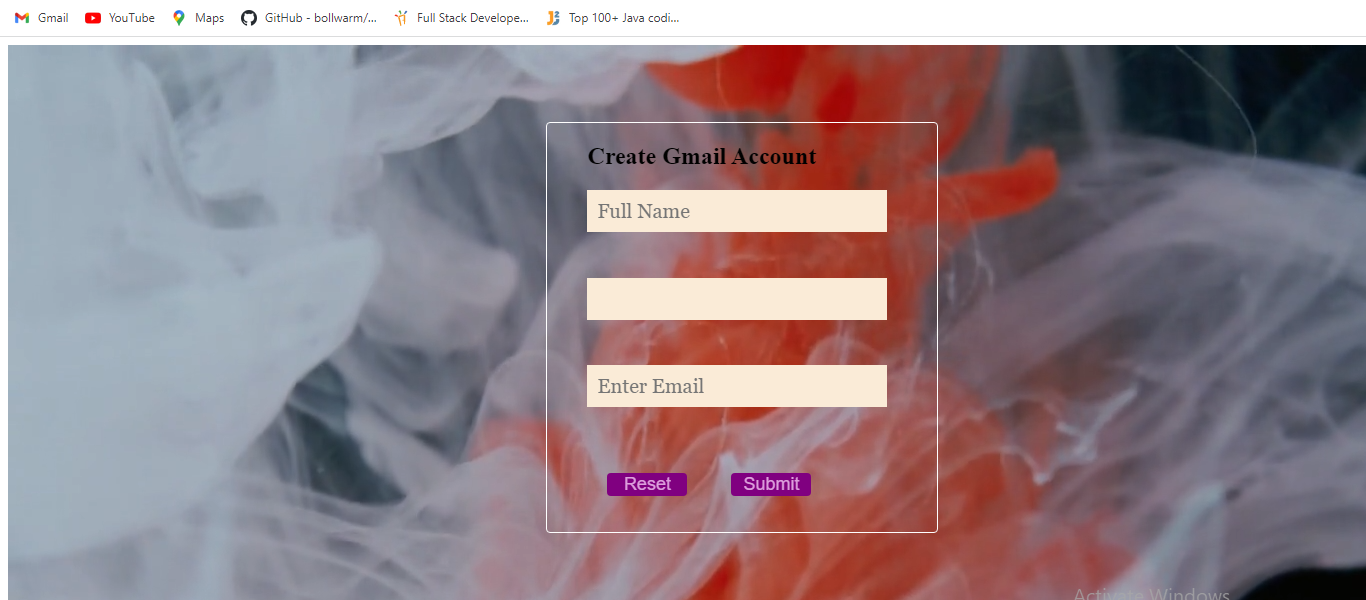 Gmail YouTube Maps GitHub - bollwarm/... Full Stack Develope... Top 100+ Java codi...
Create Gmail Account
Full Name
Enter Email
Reset Submit
Activate Windows